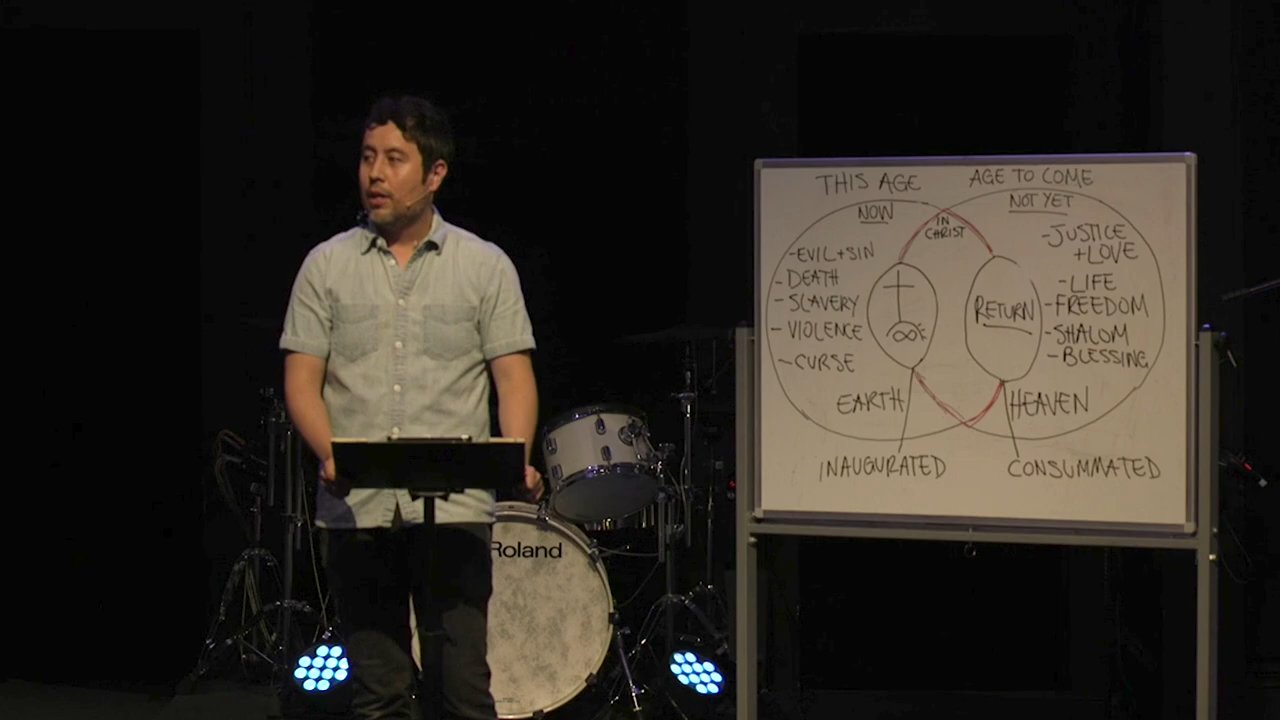 THIS AGE
AGE TO COME
NOW
NOT YET
IN
CHRIST
-EVIL+SIN
-DEATH
-SLAVERY
-VIOLENCE
-CURSE
RETURN
-JUSTICE
+LOVE
-LIFE
-FREEDOM
-SHALOM
-BLESSING
EARTH
HEAVEN
INAUGURATED
CONSUMMATED
Roland